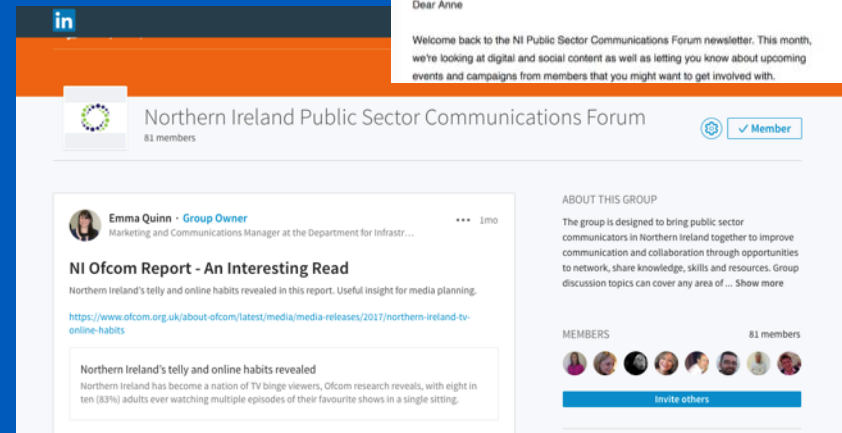 in
Dear Anne
Welcome back to the NI Public Sector Communications Forum newsletter. This month,
we're looking at digital and social content as well as letting you know about upcoming
events and campaigns from members that you might want to get involved with.
Northern Ireland Public Sector Communications Forum
81 members
✓ Member
Emma Quinn · Group Owner
Marketing and Communications Manager at the Department for Infrastr...
••• 1mo
NI Ofcom Report - An Interesting Read
Northern Ireland's telly and online habits revealed in this report. Useful insight for media planning.
https://www.ofcom.org.uk/about-ofcom/latest/media/media-releases/2017/northern-ireland-tv-
online-habits
Northern Ireland's telly and online habits revealed
Northern Ireland has become a nation of TV binge viewers, Ofcom research reveals, with eight in
ten (83%) adults ever watching multiple episodes of their favourite shows in a single sitting.
ABOUT THIS GROUP
The group is designed to bring public sector
communicators in Northern Ireland together to improve
communication and collaboration through opportunities
to network, share knowledge, skills and resources. Group
discussion topics can cover any area of ... Show more
MEMBERS
81 members
Invite others